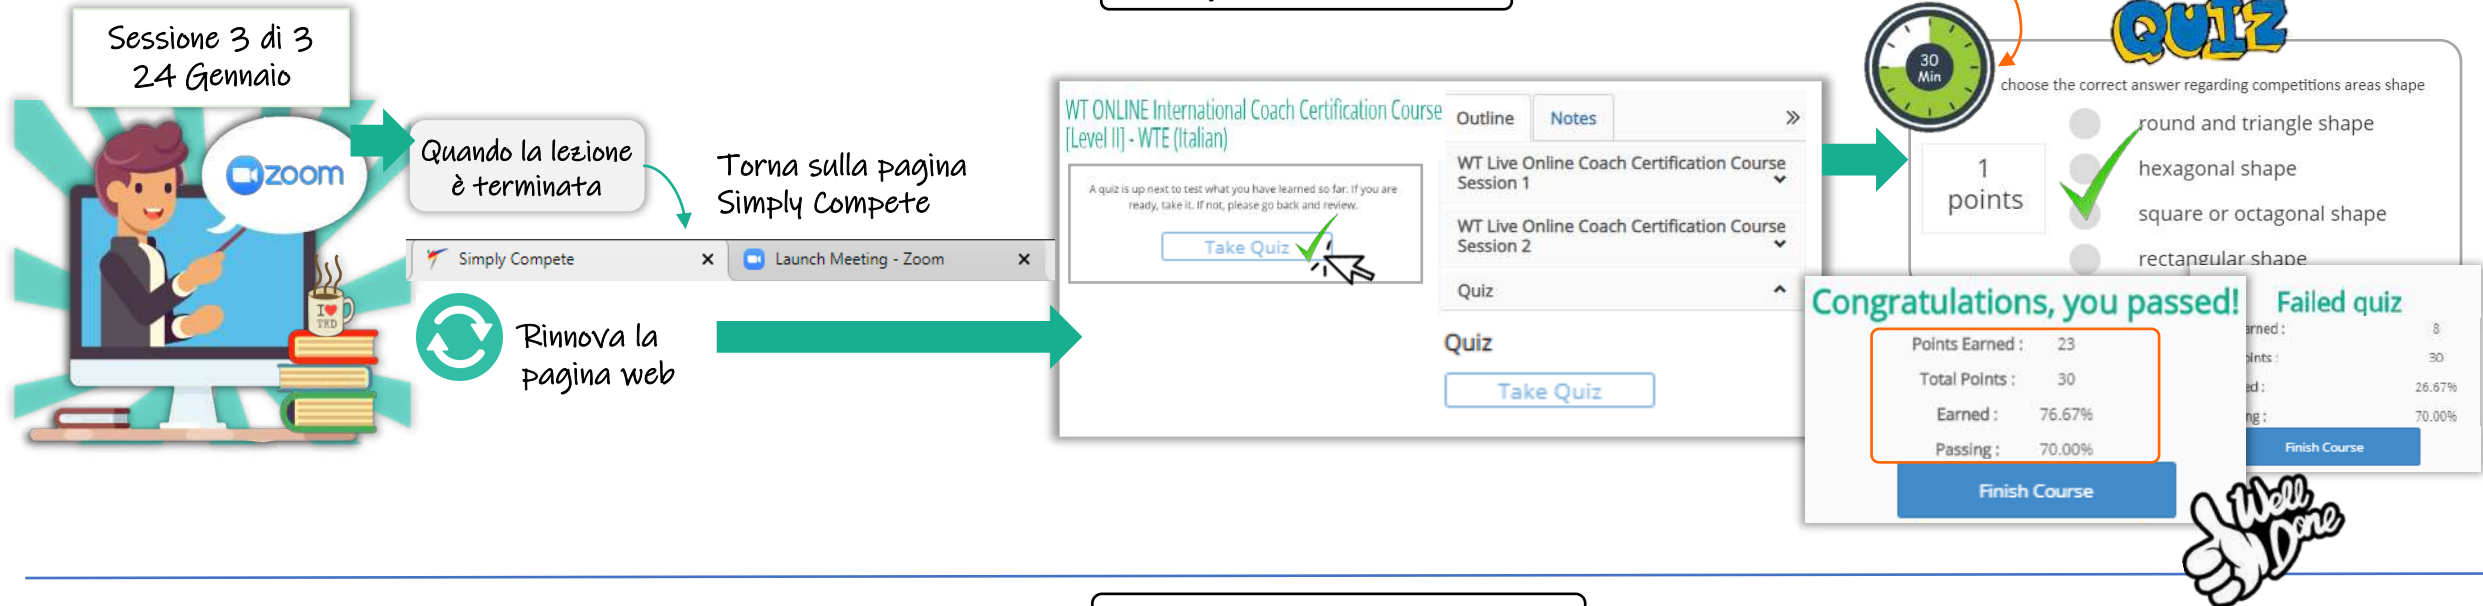 Sessione 3 di 3
24 Gennaio
zoom
I
TKD
Quando la lezione
è terminata
Torna sulla pagina
Simply Compete
Simply Compete
Launch Meeting - Zoom
Rinnova la
pagina web
WT ONLINE International Coach Certification Course
[Level II] - WTE (Italian)
A quiz is up next to test what you have learned so far. If you are
ready, take it. If not, please go back and review.
Take Quiz
Outline
Notes
WT Live Online Coach Certification Course
Session 1
WT Live Online Coach Certification Course
Session 2
Quiz
Quiz
Take Quiz
30
Min
QUIZ
choose the correct answer regarding competitions areas shape
1
points
round and triangle shape
hexagonal shape
square or octagonal shape
rectangular shape
Congratulations, you passed!
Points Earned : 23
Total Points : 30
Earned : 76.67%
Passing : 70.00%
Finish Course
Failed quiz
arned : 8
oints : 30
ed : 26.67%
ng : 70.00%
Finish Course
Well
Done